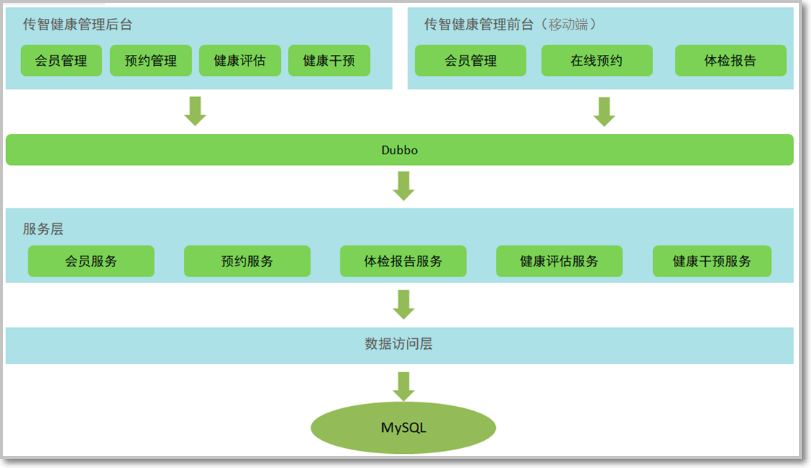 传智健康管理后台
会员管理
预约管理
健康评估
健康干预
传智健康管理前台（移动端）
会员管理
在线预约
体检报告
Dubbo
服务层
会员服务
预约服务
体检报告服务
健康评估服务
健康干预服务
数据访问层
MySQL